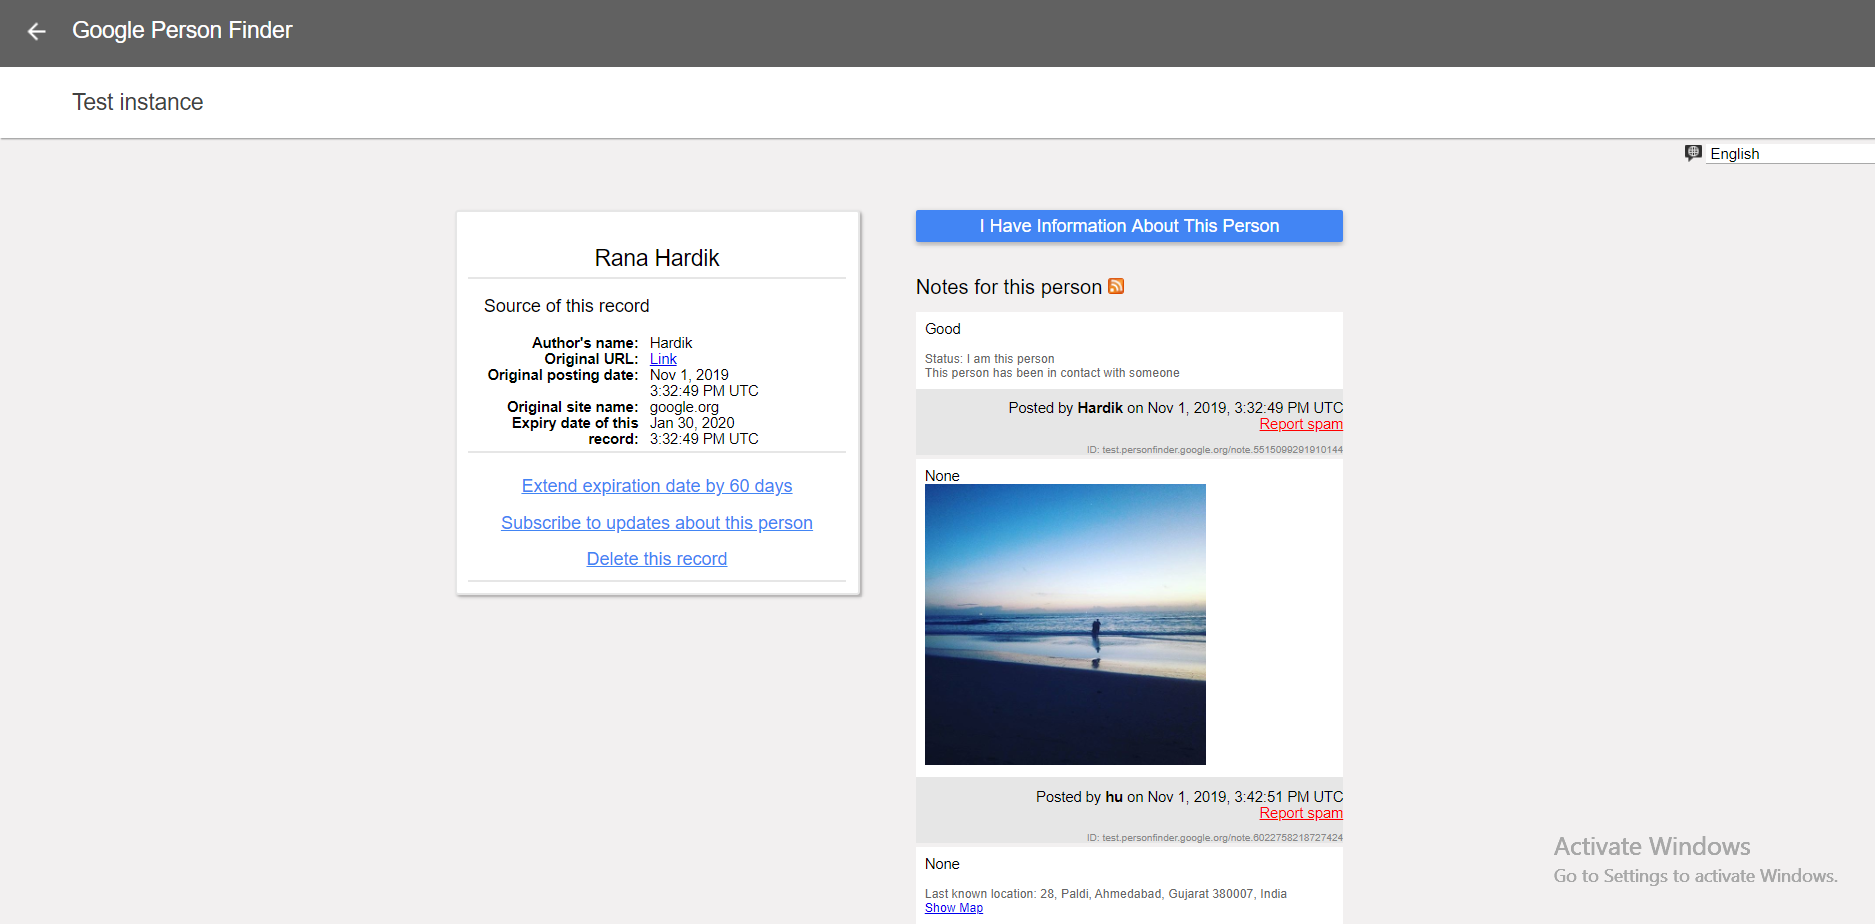 Google Person Finder
Test instance
English
Rana Hardik
Source of this record
Author's name: Hardik
Original URL: Link
Original posting date: Nov 1, 2019
3:32:49 PM UTC
Original site name: google.org
Expiry date of this Jan 30, 2020
record: 3:32:49 PM UTC
Extend expiration date by 60 days
Subscribe to updates about this person
Delete this record
I Have Information About This Person
Notes for this person
Good
Status: I am this person
This person has been in contact with someone
Posted by Hardik on Nov 1, 2019, 3:32:49 PM UTC
Report spam
ID: test.personfinder.google.org/note.5515099291910144
None
Posted by hu on Nov 1, 2019, 3:42:51 PM UTC
Report spam
ID: test.personfinder.google.org/note.6022758218727424
None
Last known location: 28, Paldi, Ahmedabad, Gujarat 380007, India
Show Map
Activate Windows
Go to Settings to activate Windows.